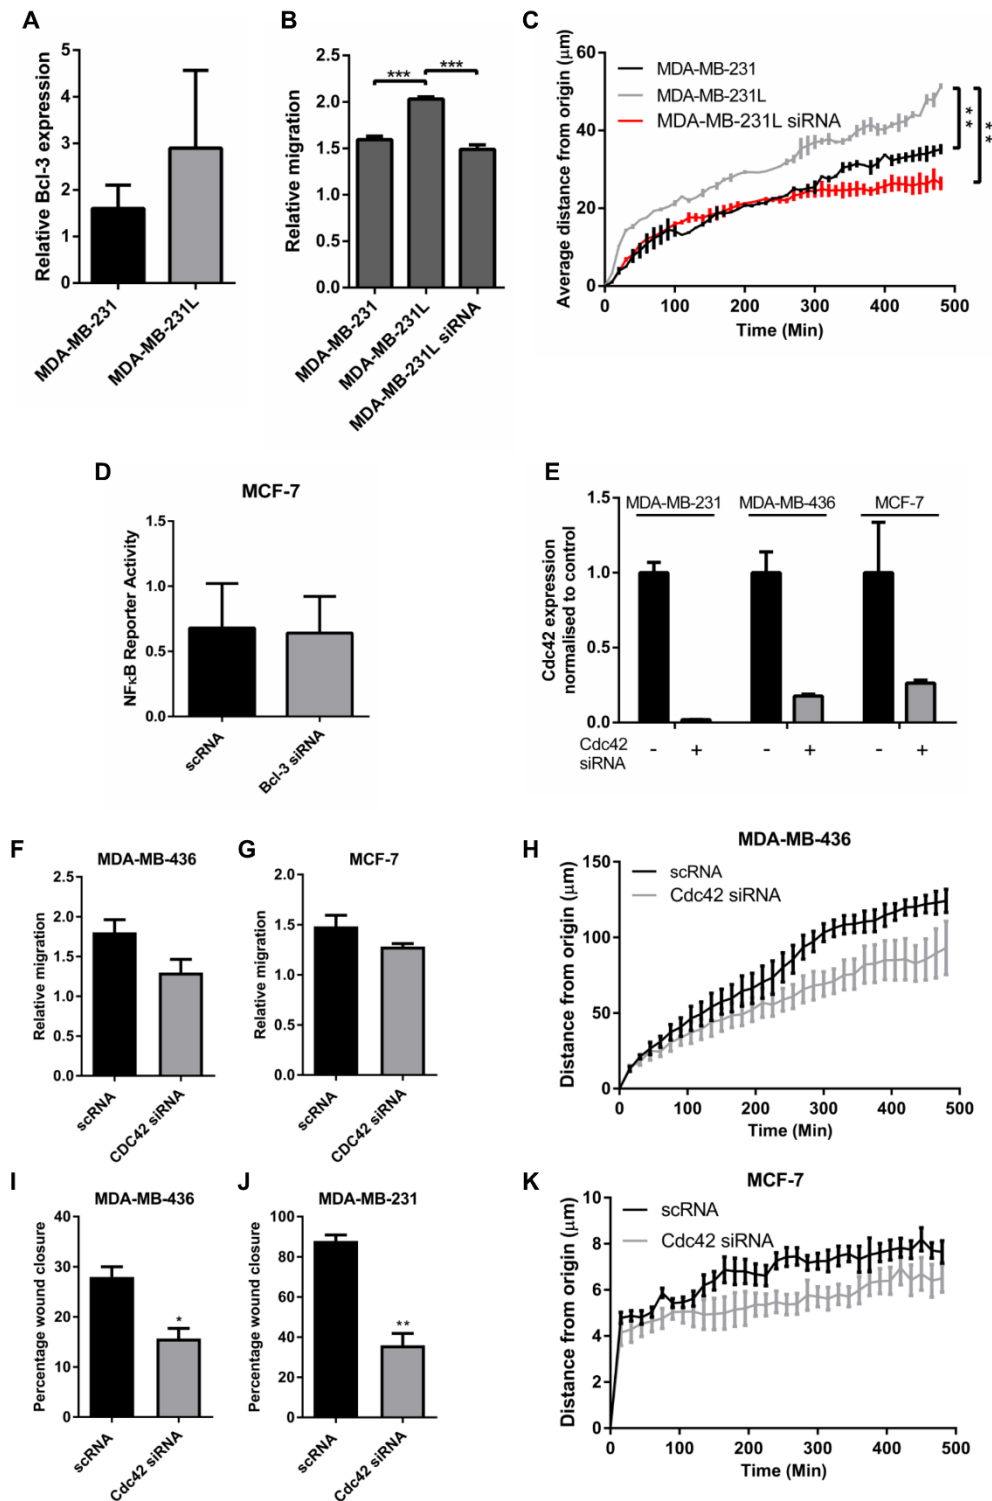 A
Relative Bcl-3 expression
5
4
3
2
1
0
MDA-MB-231
MDA-MB-231L
B
Relative migration
2.5
2.0
1.5
1.0
0.5
0.0
***
***
MDA-MB-231
MDA-MB-231L
MDA-MB-231L siRNA
C
Average distance from origin (μm)
60
40
20
0
MDA-MB-231
MDA-MB-231L
MDA-MB-231L siRNA
**
**
0
100
200
300
400
500
Time (Min)
D
MCF-7
NFκB Reporter Activity
1.5
1.0
0.5
0.0
scRNA
Bcl-3 siRNA
E
Cdc42 expression
normalised to control
1.5
1.0
0.5
0.0
MDA-MB-231
MDA-MB-436
MCF-7
Cdc42
siRNA
- + - + - +
F
MDA-MB-436
Relative migration
2.5
2.0
1.5
1.0
0.5
0.0
scRNA
CDC42 siRNA
G
MCF-7
Relative migration
2.0
1.5
1.0
0.5
0.0
scRNA
CDC42 siRNA
H
MDA-MB-436
Distance from origin (μm)
150
100
50
0
scRNA
Cdc42 siRNA
0
100
200
300
400
500
Time (Min)
I
MDA-MB-436
Percentage wound closure
40
30
20
10
0
*
scRNA
Cdc42 siRNA
J
MDA-MB-231
Percentage wound closure
100
80
60
40
20
0
**
scRNA
Cdc42 siRNA
K
MCF-7
Distance from origin (μm)
10
8
6
4
2
0
scRNA
Cdc42 siRNA
0
100
200
300
400
500
Time (Min)